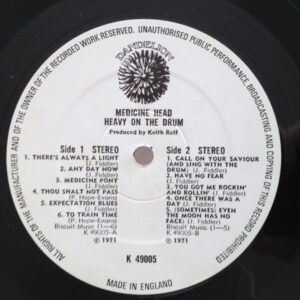 ALL RIGHTS OF THE MANUFACTURER AND OF THE OWNER OF THE RECORDED WORK RESERVED. UNAUTHORISED PUBLIC PERFORMANCE, BROADCASTING AND COPYING OF THIS RECORD PROHIBITED
DANDELION
MEDICINE HEAD
HEAVY ON THE DRUM
Produced by Keith Relf
Side 1 STEREO
1. THERE'S ALWAYS A LIGHT
(J. Fiddler)
2. ANY DAY NOW
(J. Fiddler)
3. MEDICINE PONY
(J. Fiddler)
4. THOU SHALT NOT PASS
(P. Hope-Evans)
5. EXPECTATION BLUES
(J. Fiddler)
6. TO TRAIN TIME
(P. Hope-Evans)
Biscuit Music (1—6)
K 49005-A
Ⓟ 1971
Side 2 STEREO
1. CALL ON YOUR SAVIOUR
(AND SING WITH THE
DRUM) (J. Fiddler)
2. HAVE NO FEAR
(J. Fiddler)
3. YOU GOT ME ROCKIN'
AND ROLLIN' (J. Fiddler)
4. ONCE THERE WAS A
DAY (J. Fiddler)
5. (SOMETIMES) EVEN
THE MOON HAS NO
FACE) (J. Fiddler)
Biscuit Music (1—5)
K 49005-B
Ⓟ 1971
K 49005
MADE IN ENGLAND